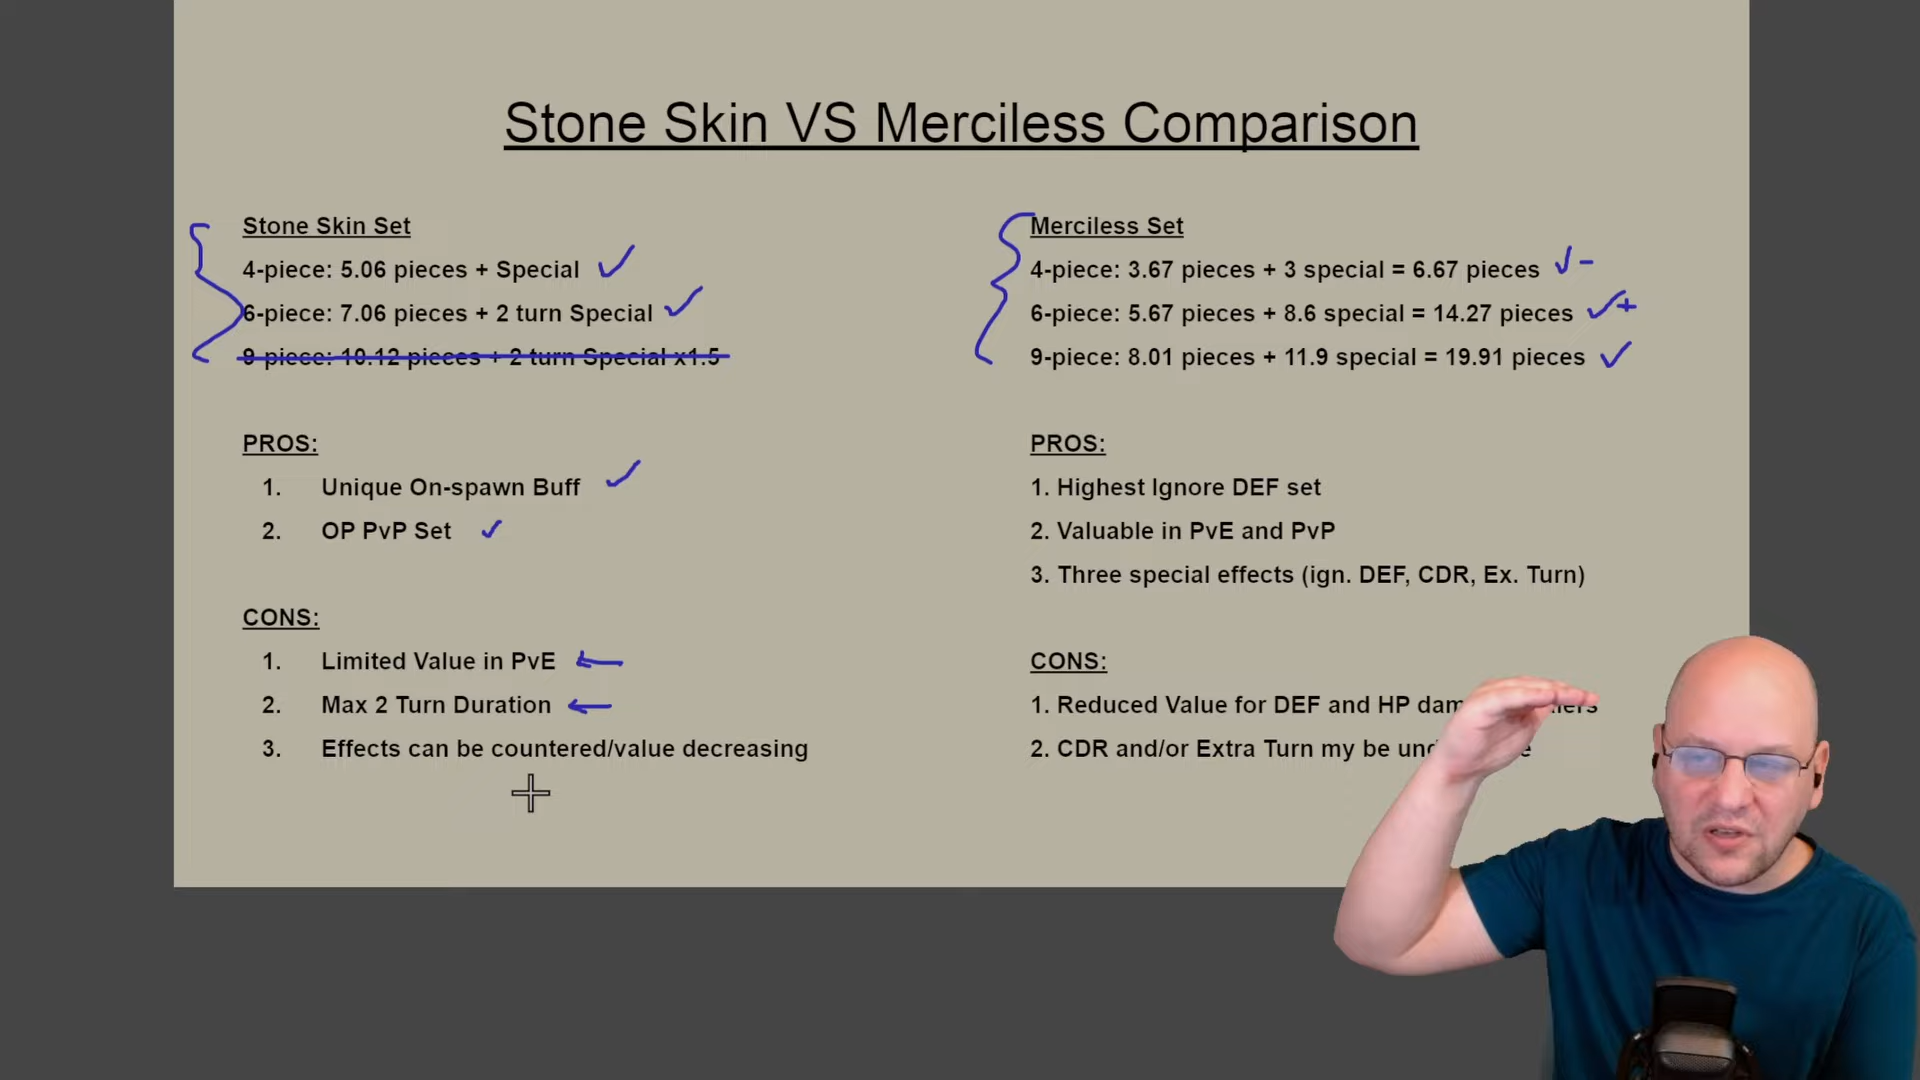 Stone Skin VS Merciless Comparison
Stone Skin Set
4-piece: 5.06 pieces + Special
6-piece: 7.06 pieces + 2 turn Special
9-piece: 10.12 pieces + 2 turn Special x1.5
PROS:
1. Unique On-spawn Buff
2. OP PvP Set
CONS:
1. Limited Value in PvE
2. Max 2 Turn Duration
3. Effects can be countered/value decreasing
Merciless Set
4-piece: 3.67 pieces + 3 special = 6.67 pieces -
6-piece: 5.67 pieces + 8.6 special = 14.27 pieces +
9-piece: 8.01 pieces + 11.9 special = 19.91 pieces
PROS:
1. Highest Ignore DEF set
2. Valuable in PvE and PvP
3. Three special effects (ign. DEF, CDR, Ex. Turn)
CONS:
1. Reduced Value for DEF and HP
2. CDR and/or Extra Turn my be